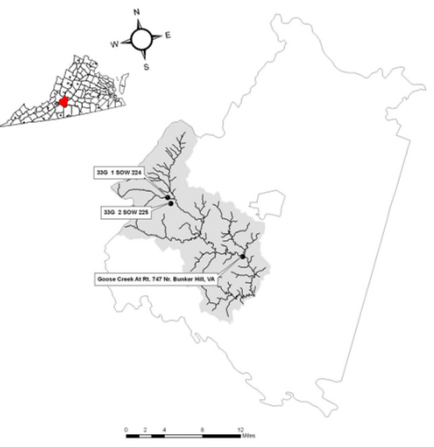 N
W E
S
33G 1 SOW 224
33G 2 SOW 225
Goose Creek At Rt. 747 Nr. Bunker Hill, VA
0 2 4 8 12
Miles